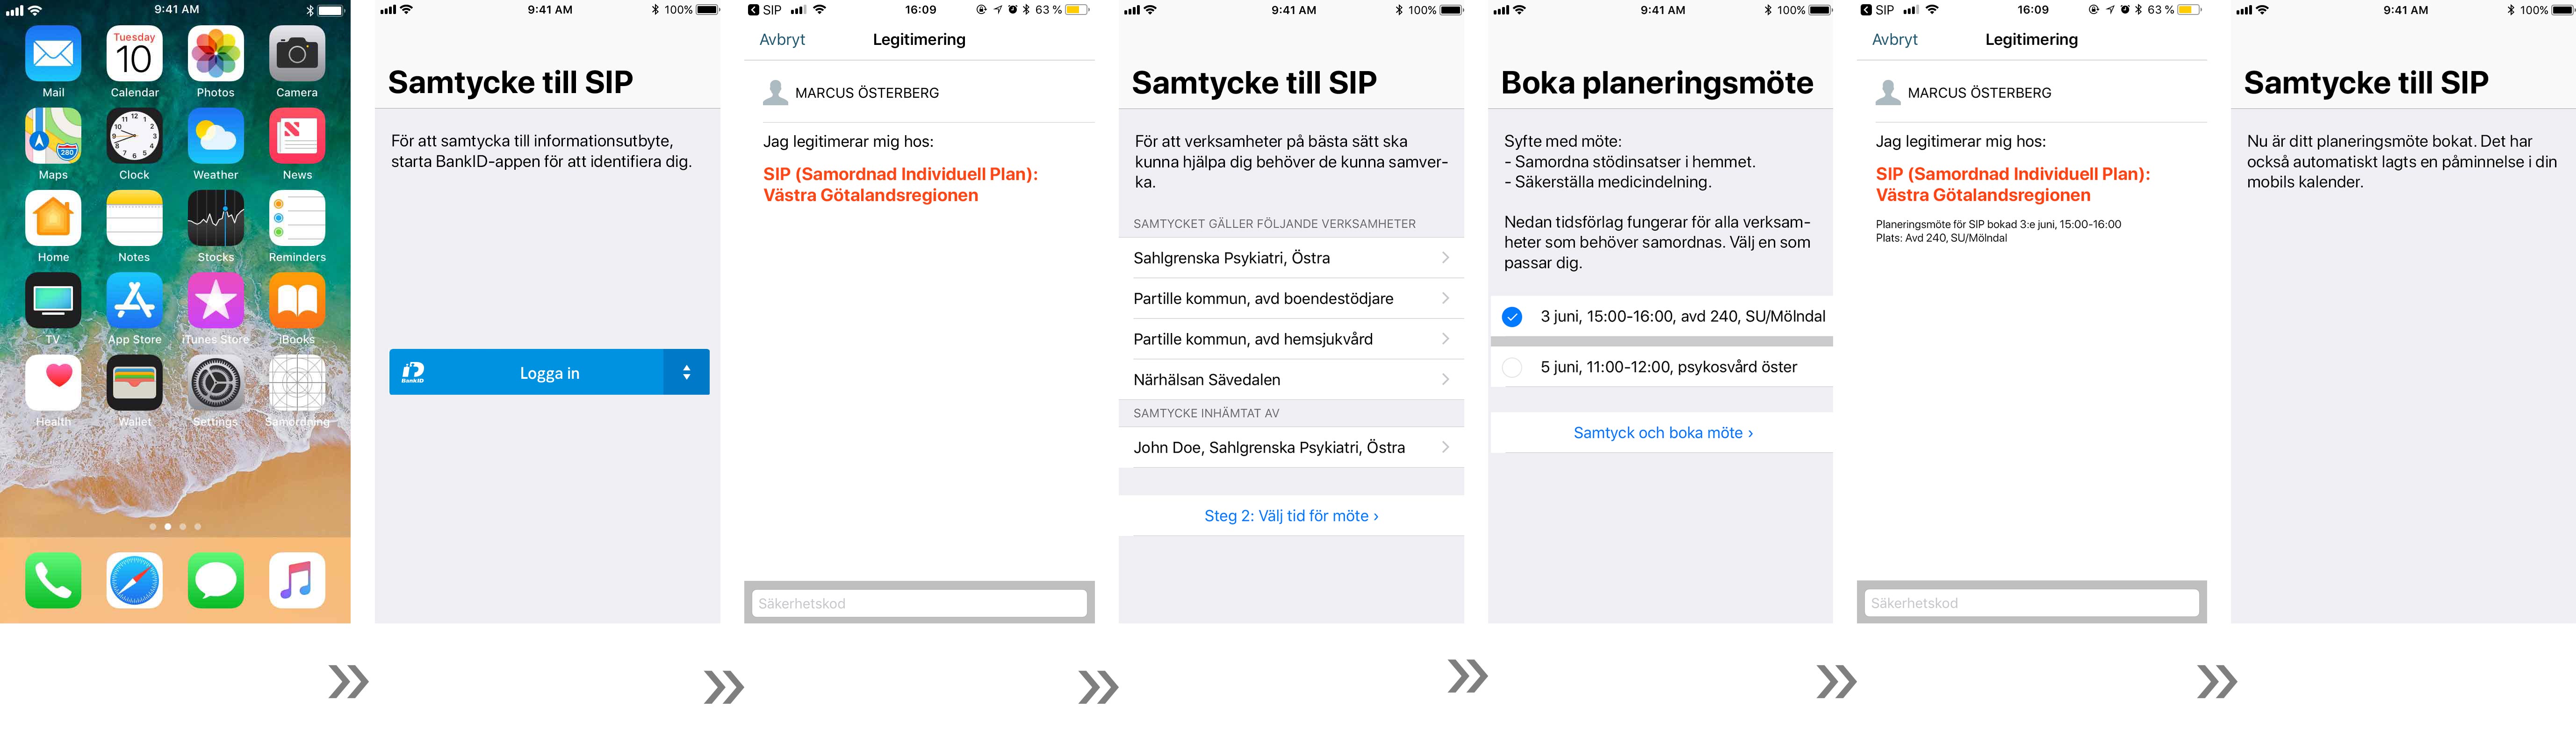 9:41 AM
Tuesday
10
Mail
Calendar
Photos
Camera
280
Maps
Clock
Weather
News
Home
Notes
Stocks
Reminders
TV
App Store
iTunes Store
iBooks
Health
Wallet
Settings
Samordning
9:41 AM
100%
Samtycke till SIP
För att samtycka till informationsutbyte,
starta BankID-appen för att identifiera dig.
BankID
Logga in
SIP
16:09
63 %
Avbryt
Legitimering
MARCUS ÖSTERBERG
Jag legitimerar mig hos:
SIP (Samordnad Individuell Plan):
Västra Götalandsregionen
Säkerhetskod
9:41 AM
100%
Samtycke till SIP
För att verksamheter på bästa sätt ska
kunna hjälpa dig behöver de kunna samver-
ka.
SAMTYCKET GÄLLER FÖLJANDE VERKSAMHETER
Sahlgrenska Psykiatri, Östra
Partille kommun, avd boendestödjare
Partille kommun, avd hemsjukvård
Närhälsan Sävedalen
SAMTYCKE INHÄMTAT AV
John Doe, Sahlgrenska Psykiatri, Östra
Steg 2: Välj tid för möte ›
9:41 AM
100%
Boka planeringsmöte
Syfte med möte:
- Samordna stödinsatser i hemmet.
- Säkerställa medicindelning.
Nedan tidsförlag fungerar för alla verksam-
heter som behöver samordnas. Välj en som
passar dig.
3 juni, 15:00-16:00, avd 240, SU/Mölndal
5 juni, 11:00-12:00, psykosvård öster
Samtyck och boka möte ›
SIP
16:09
63 %
Avbryt
Legitimering
MARCUS ÖSTERBERG
Jag legitimerar mig hos:
SIP (Samordnad Individuell Plan):
Västra Götalandsregionen
Planeringsmöte för SIP bokad 3:e juni, 15:00-16:00
Plats: Avd 240, SU/Mölndal
Säkerhetskod
9:41 AM
100%
Samtycke till SIP
Nu är ditt planeringsmöte bokat. Det har
också automatiskt lagts en påminnelse i din
mobils kalender.